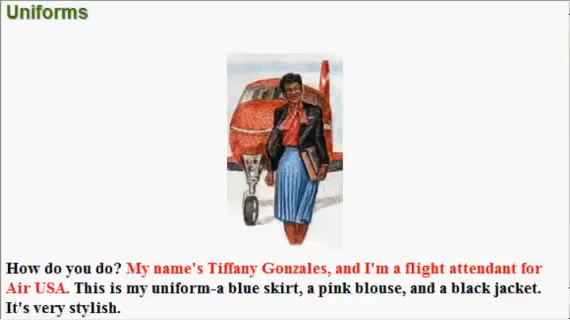 Uniforms
How do you do? My name's Tiffany Gonzales, and I'm a flight attendant for
Air USA. This is my uniform-a blue skirt, a pink blouse, and a black jacket.
It's very stylish.